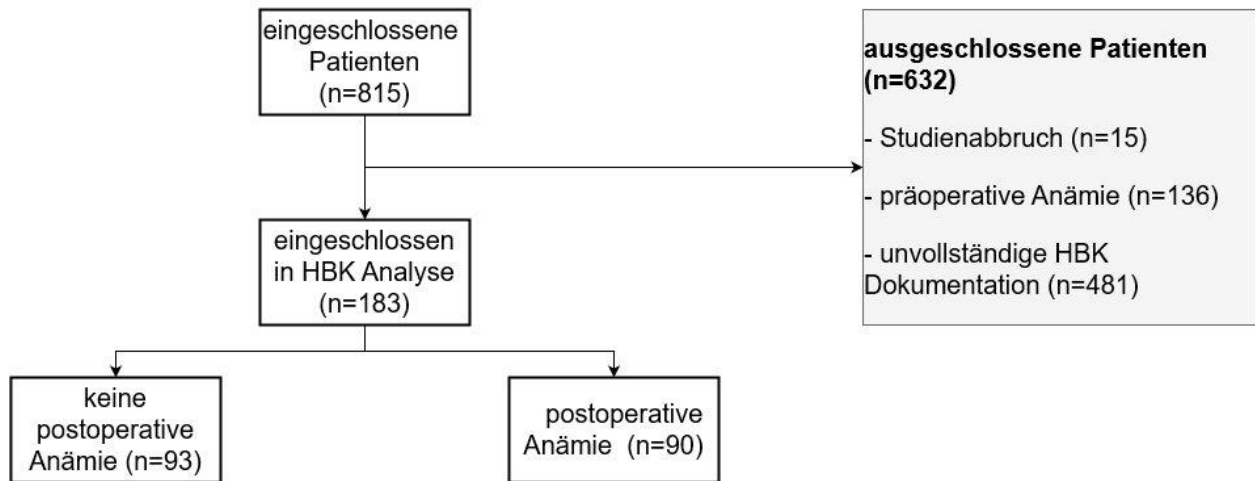 eingeschlossene
Patienten
(n=815)
ausgeschlossene Patienten
(n=632)
- Studienabbruch (n=15)
- präoperative Anämie (n=136)
- unvollständige HBK
Dokumentation (n=481)
eingeschlossen
in HBK Analyse
(n=183)
keine
postoperative
Anämie (n=93)
postoperative
Anämie (n=90)